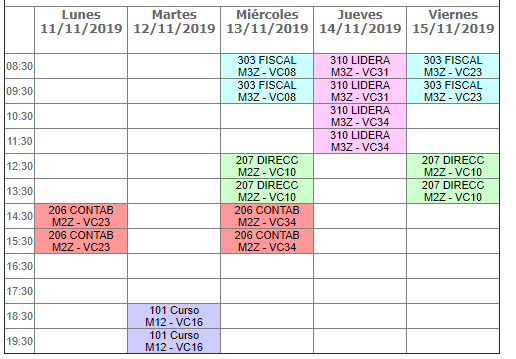 Lunes Martes Miércoles Jueves Viernes
11/11/2019 12/11/2019 13/11/2019 14/11/2019 15/11/2019
08:30 303 FISCAL 310 LIDERA 303 FISCAL
M3Z - VC08 M3Z - VC31 M3Z - VC23
09:30 303 FISCAL 310 LIDERA 303 FISCAL
M3Z - VC08 M3Z - VC31 M3Z - VC23
10:30 310 LIDERA
M3Z - VC34
11:30 310 LIDERA
M3Z - VC34
12:30 207 DIRECC 207 DIRECC
M2Z - VC10 M2Z - VC10
13:30 207 DIRECC 207 DIRECC
M2Z - VC10 M2Z - VC10
14:30 206 CONTAB 206 CONTAB
M2Z - VC23 M2Z - VC34
15:30 206 CONTAB 206 CONTAB
M2Z - VC23 M2Z - VC34
16:30
17:30
18:30 101 Curso
M12 - VC16
19:30 101 Curso
M12 - VC16